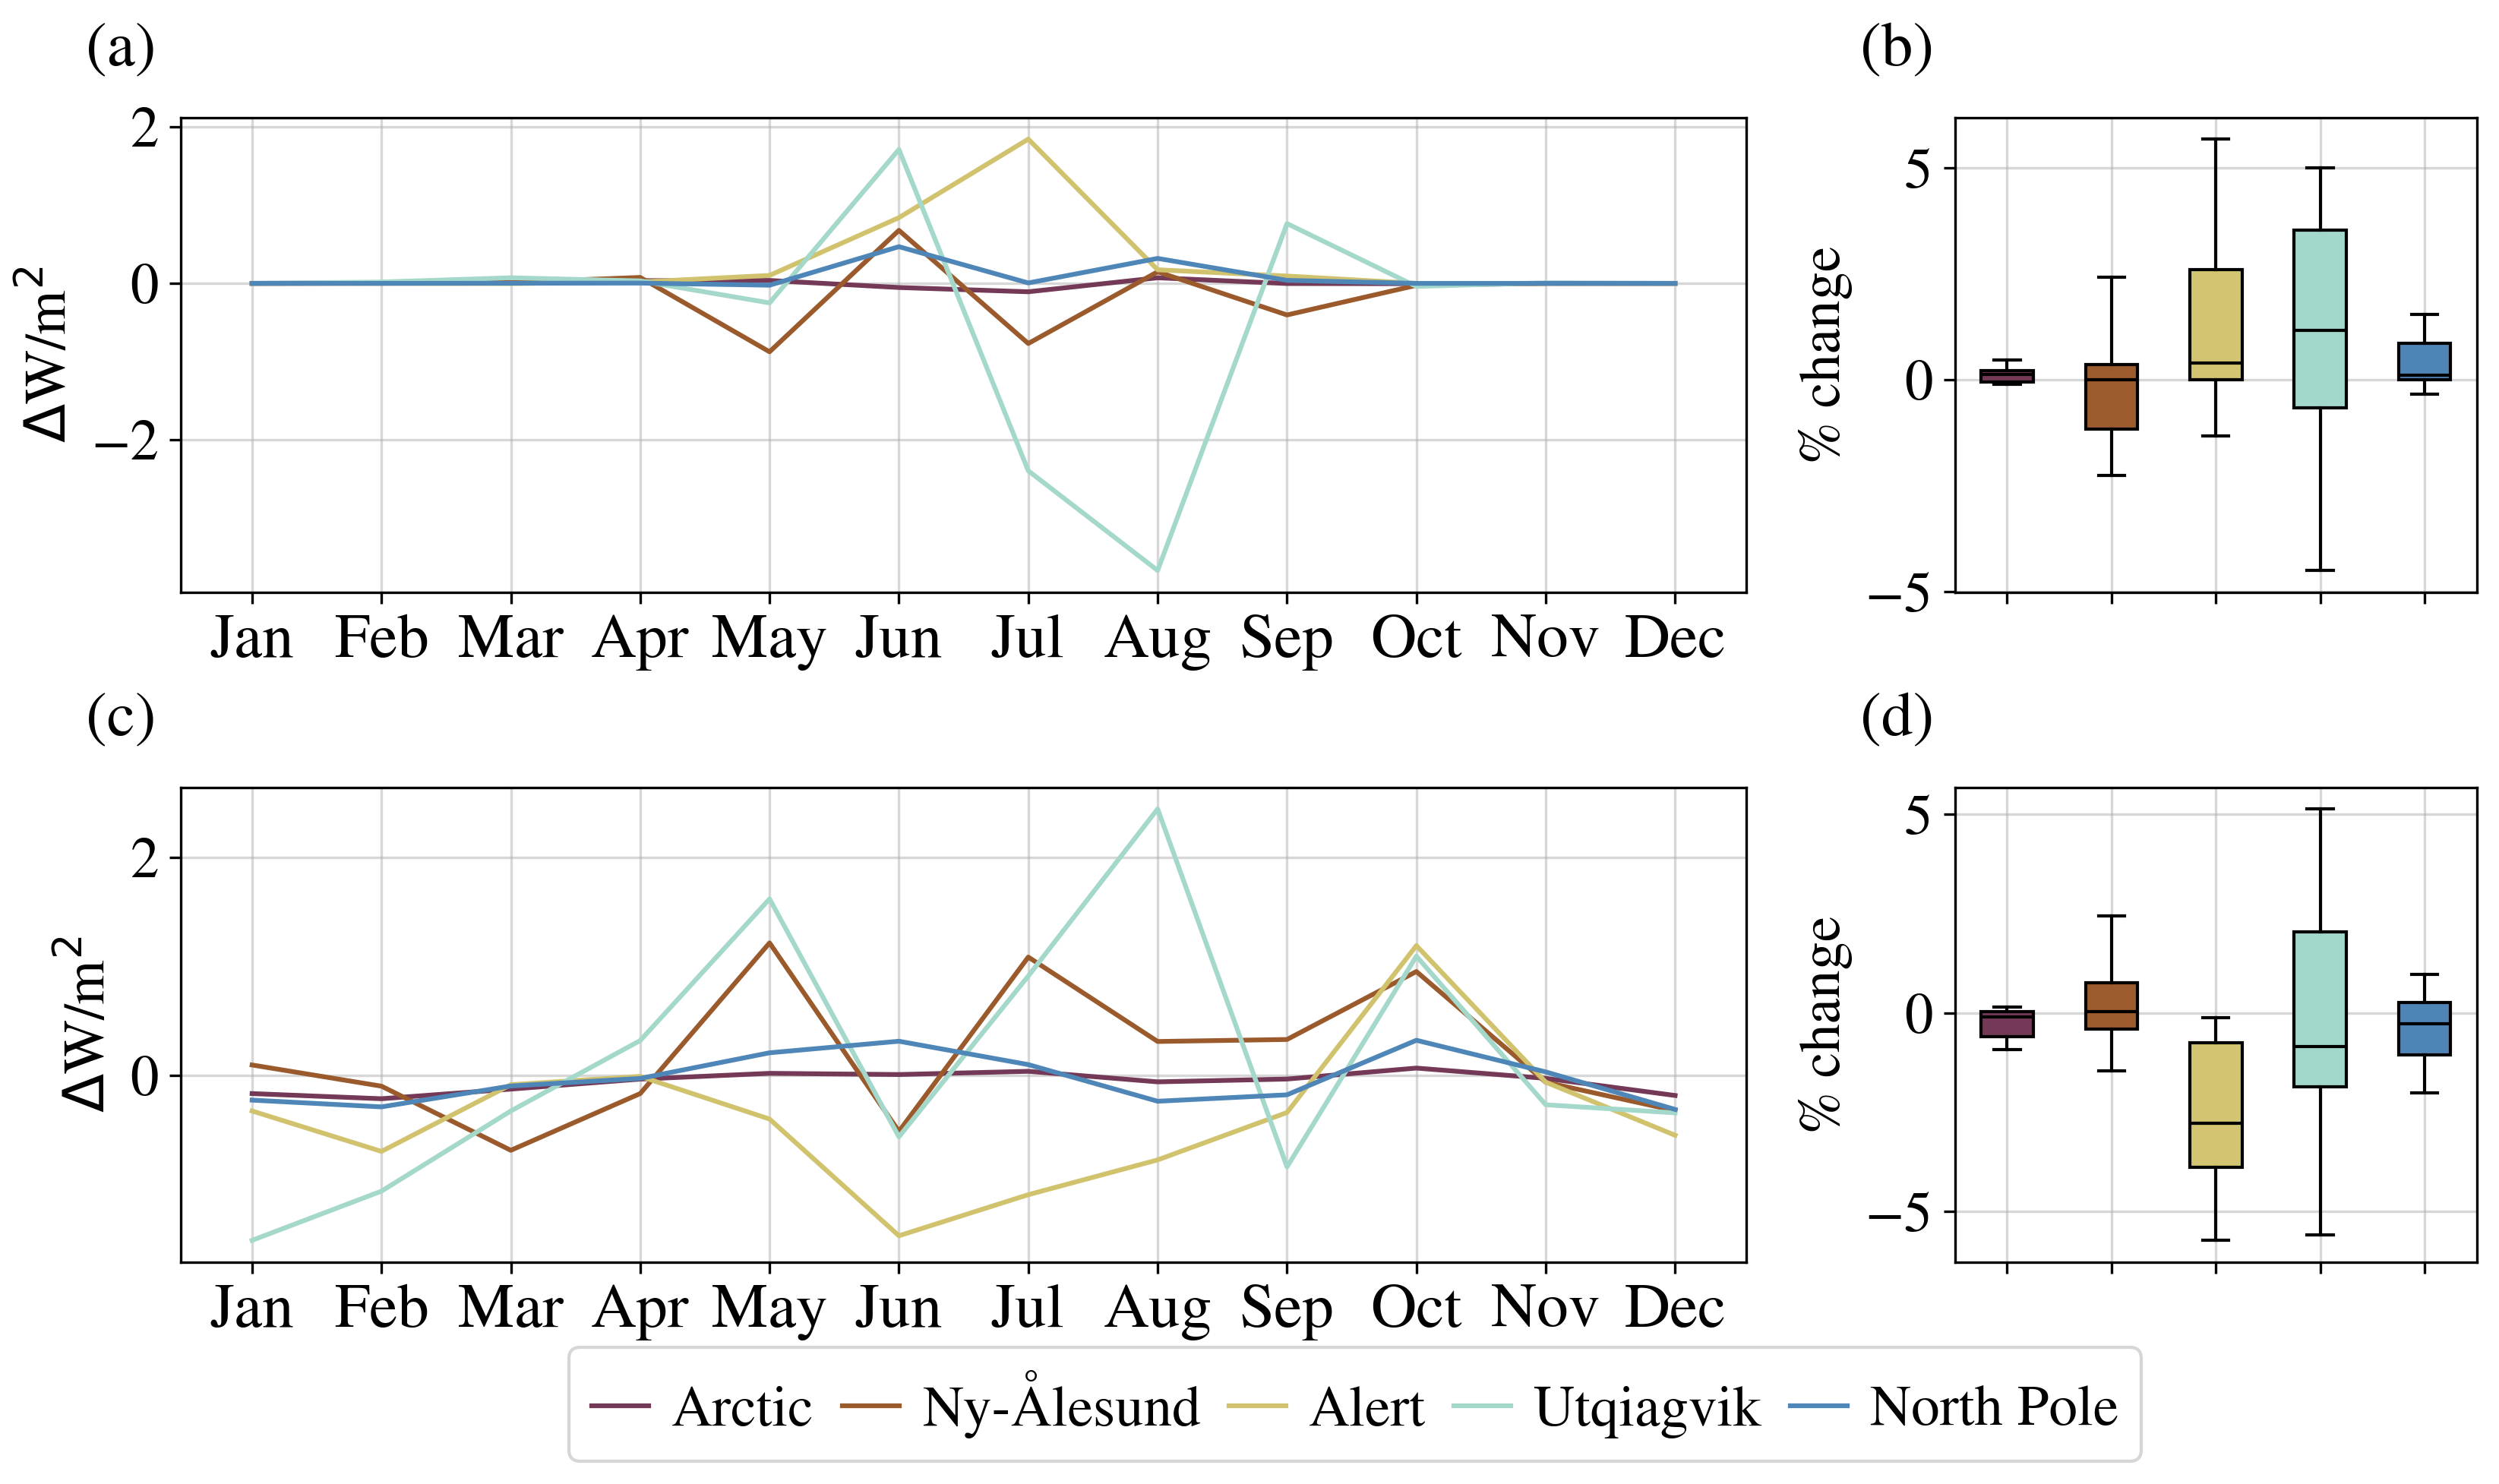 (a)
2
0
−2
ΔW/m²
Jan Feb Mar Apr May Jun Jul Aug Sep Oct Nov Dec
(b)
5
0
−5
% change
(c)
2
0
ΔW/m²
Jan Feb Mar Apr May Jun Jul Aug Sep Oct Nov Dec
(d)
5
0
−5
% change
Arctic Ny-Ålesund Alert Utqiagvik North Pole